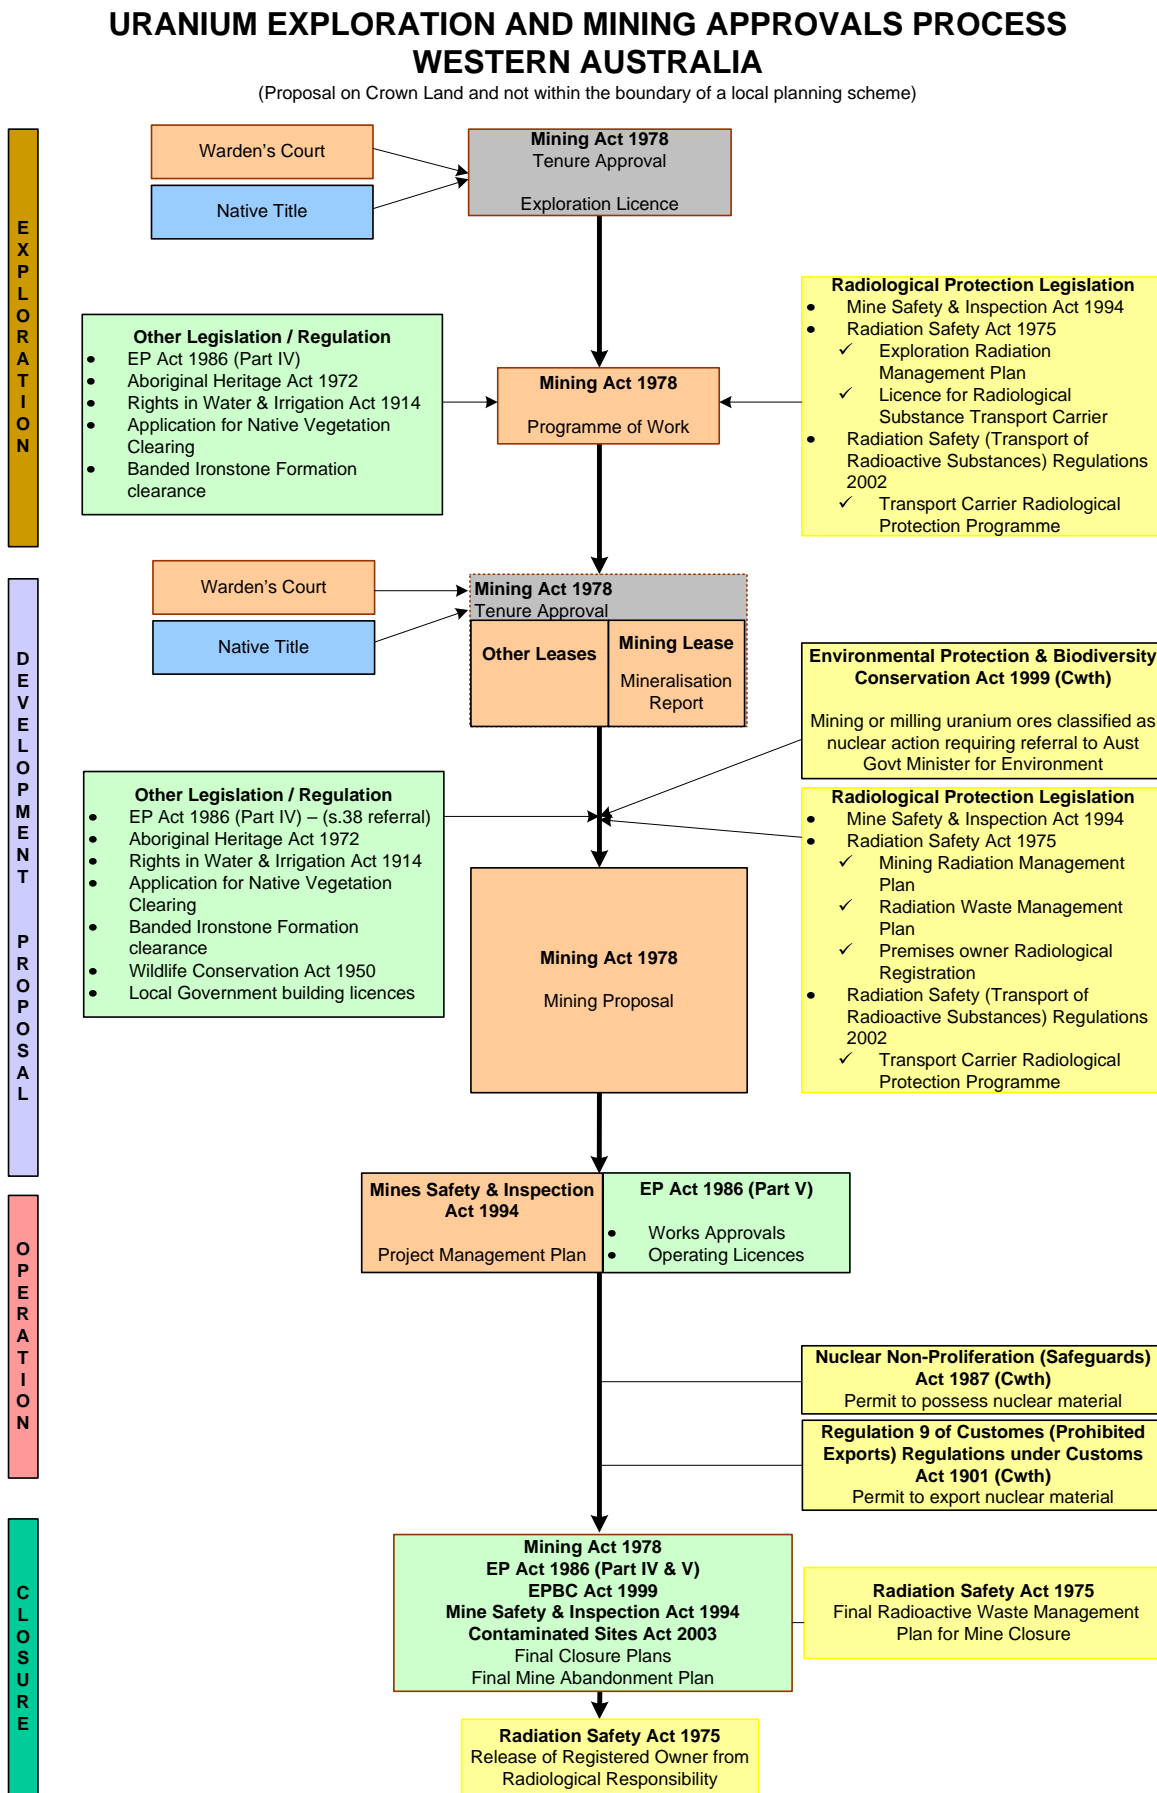 URANIUM EXPLORATION AND MINING APPROVALS PROCESS
WESTERN AUSTRALIA
(Proposal on Crown Land and not within the boundary of a local planning scheme)
EXPLORATION
Warden's Court
Native Title
Mining Act 1978
Tenure Approval
Exploration Licence
Other Legislation / Regulation
• EP Act 1986 (Part IV)
• Aboriginal Heritage Act 1972
• Rights in Water & Irrigation Act 1914
• Application for Native Vegetation
Clearing
• Banded Ironstone Formation
clearance
Mining Act 1978
Programme of Work
Radiological Protection Legislation
• Mine Safety & Inspection Act 1994
• Radiation Safety Act 1975
✓ Exploration Radiation
Management Plan
✓ Licence for Radiological
Substance Transport Carrier
• Radiation Safety (Transport of
Radioactive Substances) Regulations
2002
✓ Transport Carrier Radiological
Protection Programme
DEVELOPMENT PROPOSAL
Warden's Court
Native Title
Mining Act 1978
Tenure Approval
Other Leases
Mining Lease
Mineralisation
Report
Environmental Protection & Biodiversity
Conservation Act 1999 (Cwth)
Mining or milling uranium ores classified as
nuclear action requiring referral to Aust
Govt Minister for Environment
Other Legislation / Regulation
• EP Act 1986 (Part IV) – (s.38 referral)
• Aboriginal Heritage Act 1972
• Rights in Water & Irrigation Act 1914
• Application for Native Vegetation
Clearing
• Banded Ironstone Formation
clearance
• Wildlife Conservation Act 1950
• Local Government building licences
Mining Act 1978
Mining Proposal
Radiological Protection Legislation
• Mine Safety & Inspection Act 1994
• Radiation Safety Act 1975
✓ Mining Radiation Management
Plan
✓ Radiation Waste Management
Plan
✓ Premises owner Radiological
Registration
• Radiation Safety (Transport of
Radioactive Substances) Regulations
2002
✓ Transport Carrier Radiological
Protection Programme
OPERATION
Mines Safety & Inspection
Act 1994
Project Management Plan
EP Act 1986 (Part V)
• Works Approvals
• Operating Licences
Nuclear Non-Proliferation (Safeguards)
Act 1987 (Cwth)
Permit to possess nuclear material
Regulation 9 of Customes (Prohibited
Exports) Regulations under Customs
Act 1901 (Cwth)
Permit to export nuclear material
CLOSURE
Mining Act 1978
EP Act 1986 (Part IV & V)
EPBC Act 1999
Mine Safety & Inspection Act 1994
Contaminated Sites Act 2003
Final Closure Plans
Final Mine Abandonment Plan
Radiation Safety Act 1975
Final Radioactive Waste Management
Plan for Mine Closure
Radiation Safety Act 1975
Release of Registered Owner from
Radiological Responsibility